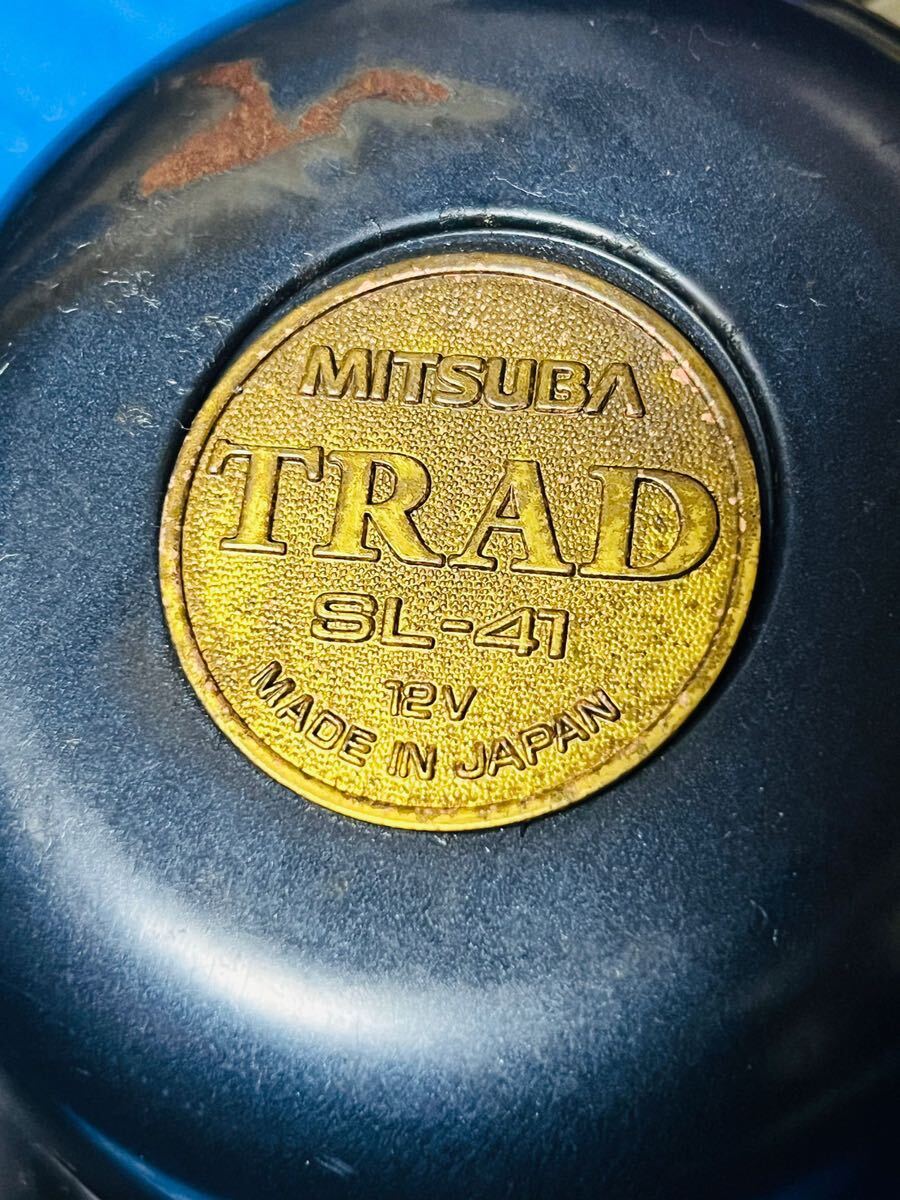 MITSUBA
TRAD
SL-41
12V
MADE IN JAPAN